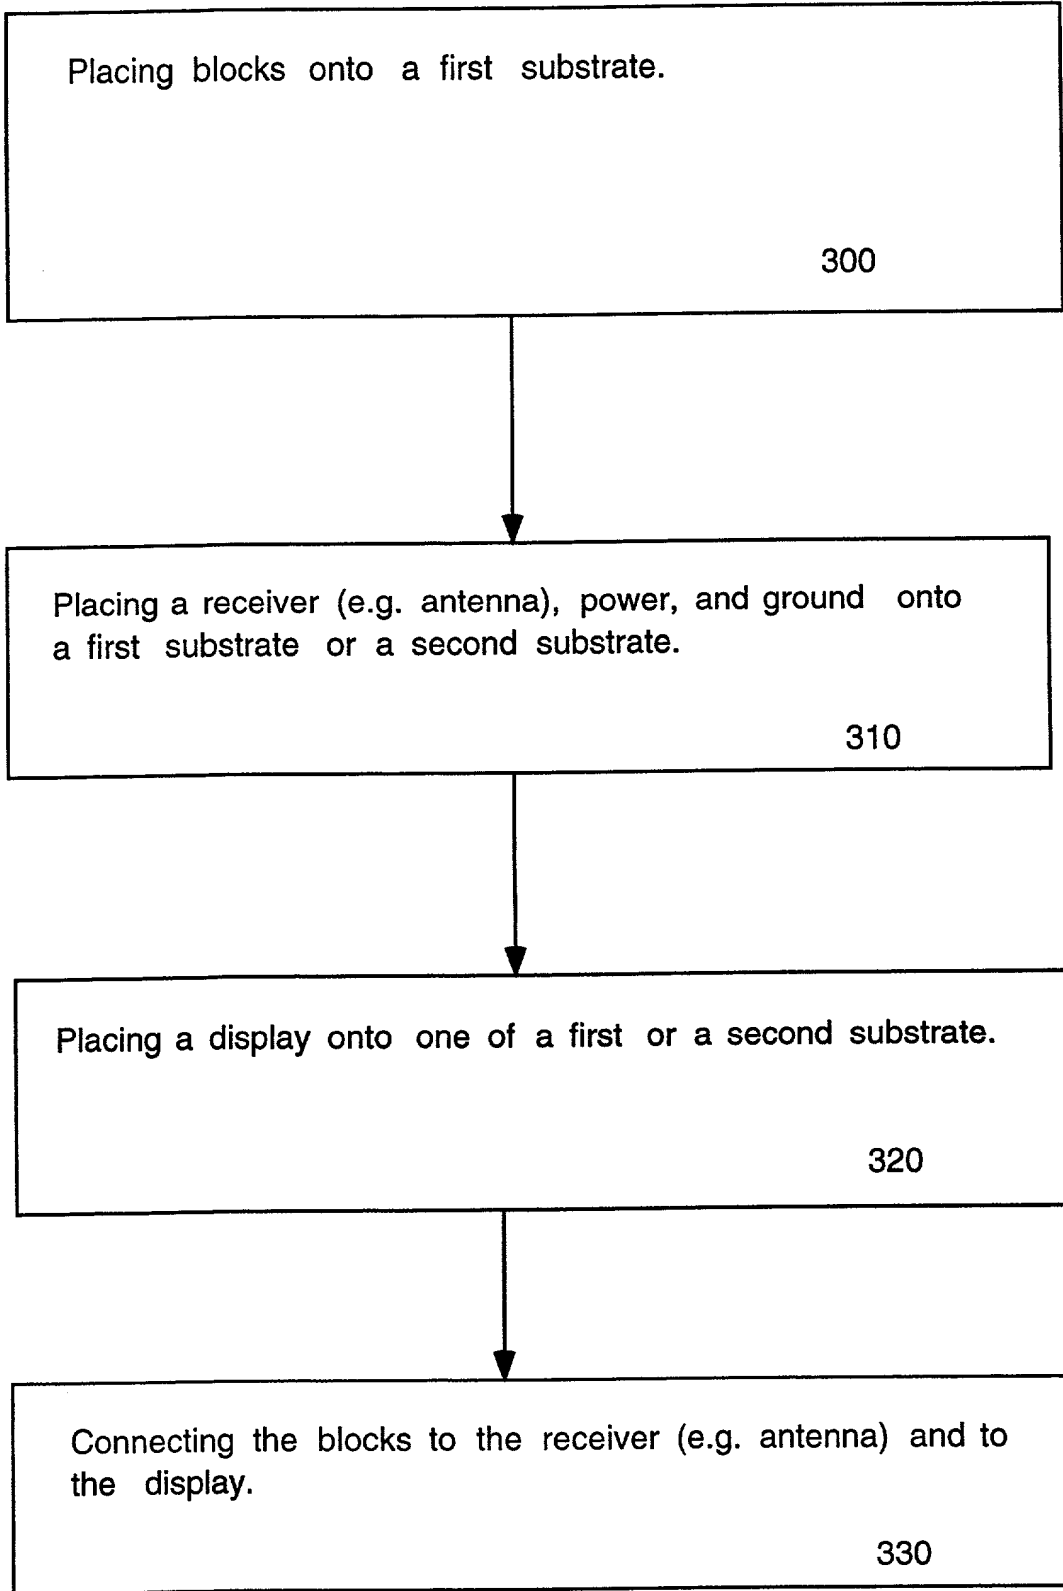 Placing blocks onto a first substrate.
300
Placing a receiver (e.g. antenna), power, and ground onto
a first substrate or a second substrate.
310
Placing a display onto one of a first or a second substrate.
320
Connecting the blocks to the receiver (e.g. antenna) and to
the display.
330